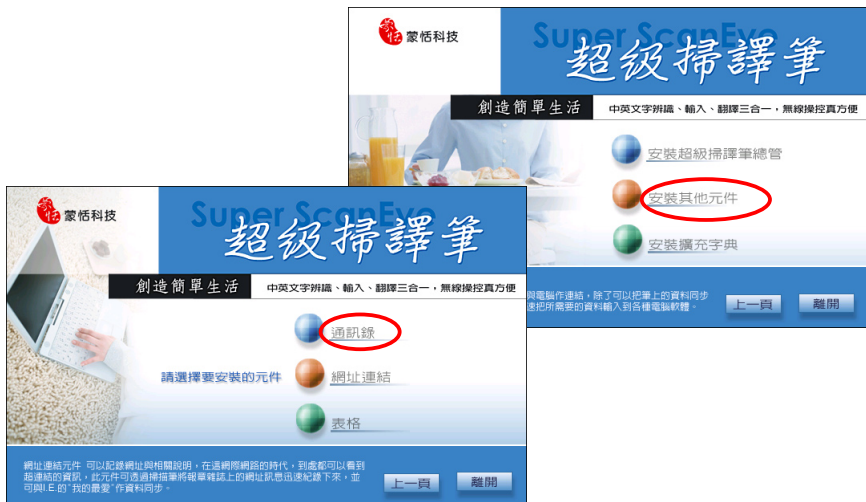 蒙恬科技
Super ScanEye
超级掃譯筆
創造簡單生活
中英文字辨識、輸入、翻譯三合一，無線操控真方便
安裝超級掃譯筆總管
安裝其他元件
安裝擴充字典
與電腦作連結，除了可以把筆上的資料同步
速把所需要的資料輸入到各種電腦軟體。
上一頁
離開
蒙恬科技
Super ScanEye
超级掃譯筆
創造簡單生活
中英文字辨識、輸入、翻譯三合一，無線操控真方便
通訊錄
請選擇要安裝的元件
網址連結
表格
網址連結元件 可以記錄網址與相關說明，在這網際網路的時代，到處都可以看到
超連結的資訊，此元件可透過掃描筆將報章雜誌上的網址訊息迅速紀錄下來，並
可與I.E.的"我的最愛"作資料同步。
上一頁
離開